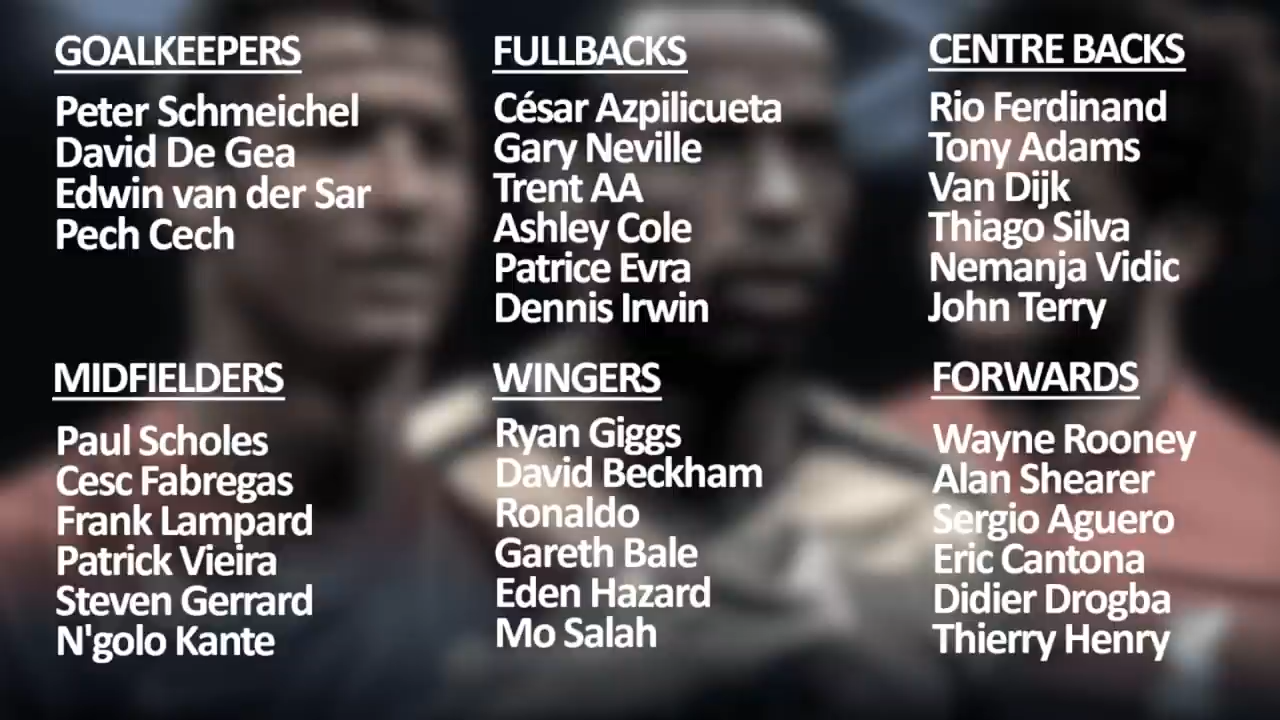 GOALKEEPERS
Peter Schmeichel
David De Gea
Edwin van der Sar
Pech Cech
FULLBACKS
César Azpilicueta
Gary Neville
Trent AA
Ashley Cole
Patrice Evra
Dennis Irwin
CENTRE BACKS
Rio Ferdinand
Tony Adams
Van Dijk
Thiago Silva
Nemanja Vidic
John Terry
MIDFIELDERS
Paul Scholes
Cesc Fabregas
Frank Lampard
Patrick Vieira
Steven Gerrard
N'golo Kante
WINGERS
Ryan Giggs
David Beckham
Ronaldo
Gareth Bale
Eden Hazard
Mo Salah
FORWARDS
Wayne Rooney
Alan Shearer
Sergio Aguero
Eric Cantona
Didier Drogba
Thierry Henry